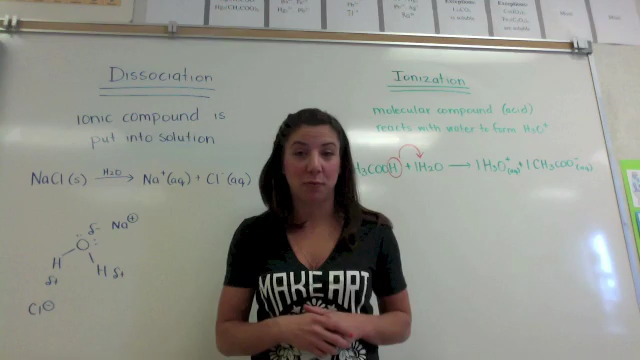 Dissociation
Ionic compound is
put into solution
NaCl(s) H₂O → Na⁺(aq) + Cl⁻(aq)
δ- Na⊕
O
H
H δ+
δ+
Cl⊖
Ionization
molecular compound (acid)
reacts with water to form H₃O⁺
H₃COOH + 1H₂O → 1H₃O⁺(aq) + 1CH₃COO⁻(aq)
MAKE ART